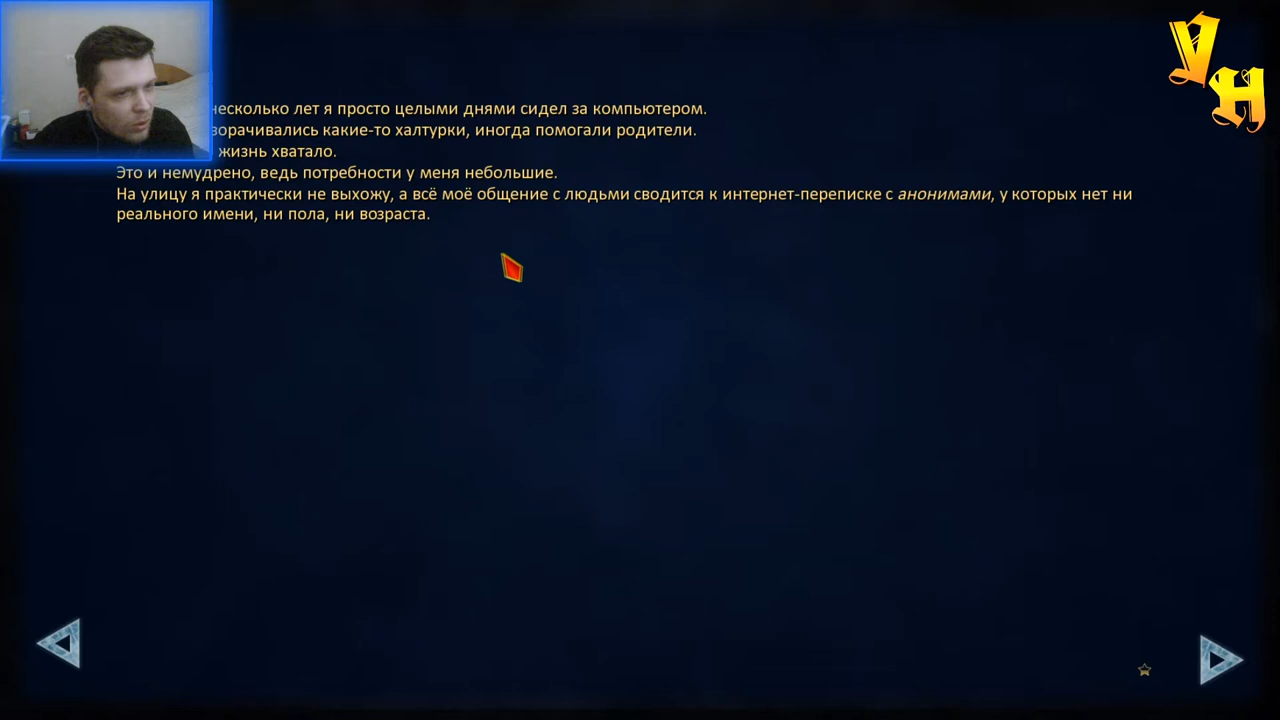 УН
несколько лет я просто целыми днями сидел за компьютером.
какие-то халтурки, иногда помогали родители.
жизнь хватало.
Это и немудрено, ведь потребности у меня небольшие.
На улицу я практически не выхожу, а всё моё общение с людьми сводится к интернет-переписке с анонимами, у которых нет ни
реального имени, ни пола, ни возраста.